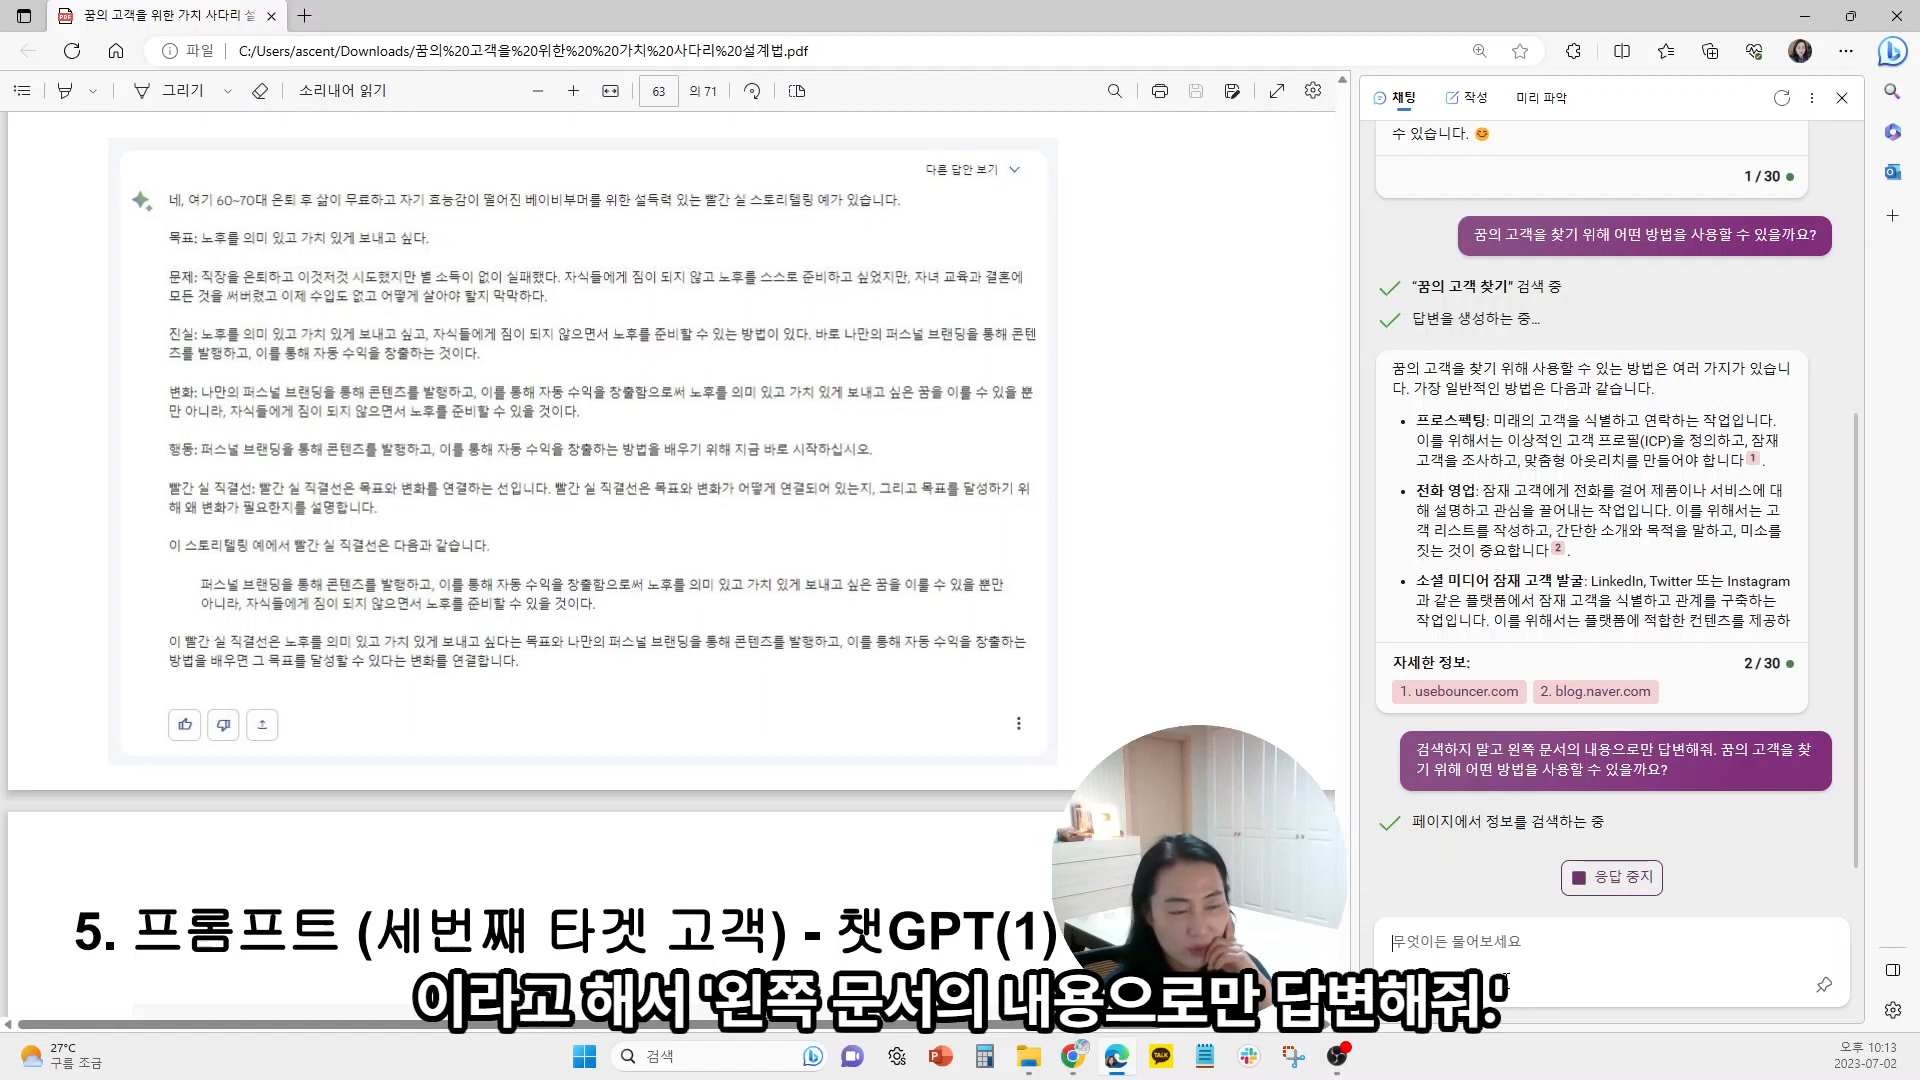 꿈의 고객을 위한 가치 사다리 설
파일
C:/Users/ascent/Downloads/꿈의%20고객을%20위한%20%20가치%20사다리%20설계법.pdf
그리기
소리내어 읽기
63
의 71
다른 답안 보기
네, 여기 60~70대 은퇴 후 삶이 무료하고 자기 효능감이 떨어진 베이비부머를 위한 설득력 있는 빨간 실 스토리텔링 예가 있습니다.
목표: 노후를 의미 있고 가치 있게 보내고 싶다.
문제: 직장을 은퇴하고 이것저것 시도했지만 별 소득이 없이 실패했다. 자식들에게 짐이 되지 않고 노후를 스스로 준비하고 싶었지만, 자녀 교육과 결혼에
모든 것을 써버렸고 이제 수입도 없고 어떻게 살아야 할지 막막하다.
진실: 노후를 의미 있고 가치 있게 보내고 싶고, 자식들에게 짐이 되지 않으면서 노후를 준비할 수 있는 방법이 있다. 바로 나만의 퍼스널 브랜딩을 통해 콘텐
츠를 발행하고, 이를 통해 자동 수익을 창출하는 것이다.
변화: 나만의 퍼스널 브랜딩을 통해 콘텐츠를 발행하고, 이를 통해 자동 수익을 창출함으로써 노후를 의미 있고 가치 있게 보내고 싶은 꿈을 이룰 수 있을 뿐
만 아니라, 자식들에게 짐이 되지 않으면서 노후를 준비할 수 있을 것이다.
행동: 퍼스널 브랜딩을 통해 콘텐츠를 발행하고, 이를 통해 자동 수익을 창출하는 방법을 배우기 위해 지금 바로 시작하십시오.
빨간 실 직결선: 빨간 실 직결선은 목표와 변화를 연결하는 선입니다. 빨간 실 직결선은 목표와 변화가 어떻게 연결되어 있는지, 그리고 목표를 달성하기 위
해 왜 변화가 필요한지를 설명합니다.
이 스토리텔링 예에서 빨간 실 직결선은 다음과 같습니다.
퍼스널 브랜딩을 통해 콘텐츠를 발행하고, 이를 통해 자동 수익을 창출함으로써 노후를 의미 있고 가치 있게 보내고 싶은 꿈을 이룰 수 있을 뿐만
아니라, 자식들에게 짐이 되지 않으면서 노후를 준비할 수 있을 것이다.
이 빨간 실 직결선은 노후를 의미 있고 가치 있게 보내고 싶다는 목표와 나만의 퍼스널 브랜딩을 통해 콘텐츠를 발행하고, 이를 통해 자동 수익을 창출하는
방법을 배우면 그 목표를 달성할 수 있다는 변화를 연결합니다.
5. 프롬프트 (세번째 타겟 고객) - 챗GPT(1)
이라고 해서 '왼쪽 문서의 내용으로만 답변해줘.'
채팅
작성
미리 파악
수 있습니다. 😊
1 / 30
꿈의 고객을 찾기 위해 어떤 방법을 사용할 수 있을까요?
“꿈의 고객 찾기” 검색 중
답변을 생성하는 중...
꿈의 고객을 찾기 위해 사용할 수 있는 방법은 여러 가지가 있습니
다. 가장 일반적인 방법은 다음과 같습니다.
• 프로스펙팅: 미래의 고객을 식별하고 연락하는 작업입니다.
이를 위해서는 이상적인 고객 프로필(ICP)을 정의하고, 잠재
고객을 조사하고, 맞춤형 아웃리치를 만들어야 합니다 1 .
• 전화 영업: 잠재 고객에게 전화를 걸어 제품이나 서비스에 대
해 설명하고 관심을 끌어내는 작업입니다. 이를 위해서는 고
객 리스트를 작성하고, 간단한 소개와 목적을 말하고, 미소를
짓는 것이 중요합니다 2 .
• 소셜 미디어 잠재 고객 발굴: LinkedIn, Twitter 또는 Instagram
과 같은 플랫폼에서 잠재 고객을 식별하고 관계를 구축하는
작업입니다. 이를 위해서는 플랫폼에 적합한 컨텐츠를 제공하
자세한 정보:
2 / 30
1. usebouncer.com
2. blog.naver.com
검색하지 말고 왼쪽 문서의 내용으로만 답변해줘. 꿈의 고객을 찾
기 위해 어떤 방법을 사용할 수 있을까요?
페이지에서 정보를 검색하는 중
응답 중지
무엇이든 물어보세요
27°C
구름 조금
검색
TALK
오후 10:13
2023-07-02